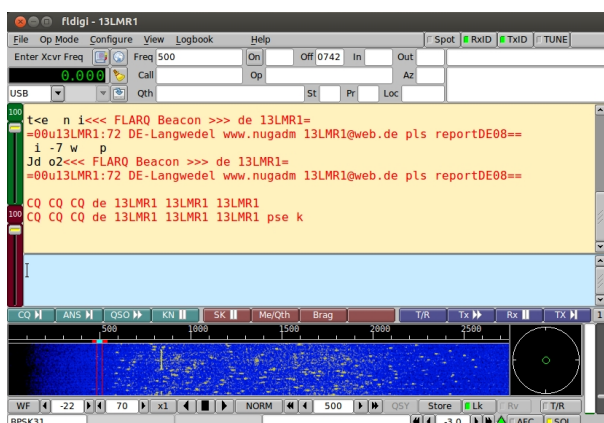 fldigi - 13LMR1
File Op Mode Configure View Logbook Help Spot RxID TxID TUNE
Enter Xcvr Freq Freq 500 On Off 0742 In Out
0.000 Call Op Az
USB Qth St Pr Loc
100
t<e n i<<< FLARQ Beacon >>> de 13LMR1=
=00u13LMR1:72 DE-Langwedel www.nugadm 13LMR1@web.de pls reportDE08==
i -7 w p
Jd o2<<< FLARQ Beacon >>> de 13LMR1=
=00u13LMR1:72 DE-Langwedel www.nugadm 13LMR1@web.de pls reportDE08==
CQ CQ CQ de 13LMR1 13LMR1 13LMR1
100
CQ CQ CQ de 13LMR1 13LMR1 13LMR1 pse k
CQ ANS QSO KN SK Me/Qth Brag T/R Tx Rx TX 1
500 1000 1500 2000 2500
WF -22 70 x1 NORM 500 QSY Store Lk Rv T/R
BPSK31 -3.0 AFC SQL